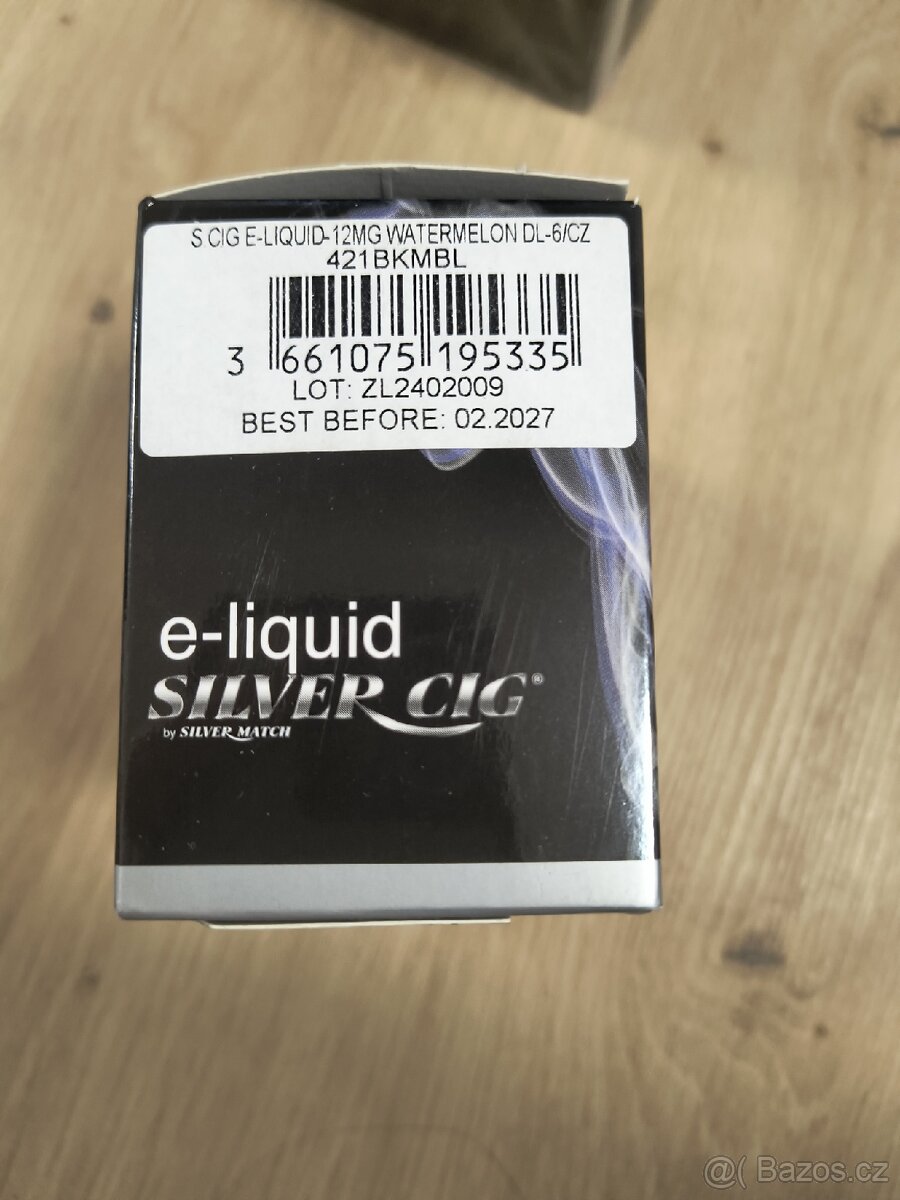 S CIG E-LIQUID-12MG WATERMELON DL-6/CZ
421BKMBL
3 661075 195335
LOT: ZL2402009
BEST BEFORE: 02.2027
e-liquid
SILVER CIG®
by SILVER MATCH
@( Bazos.cz